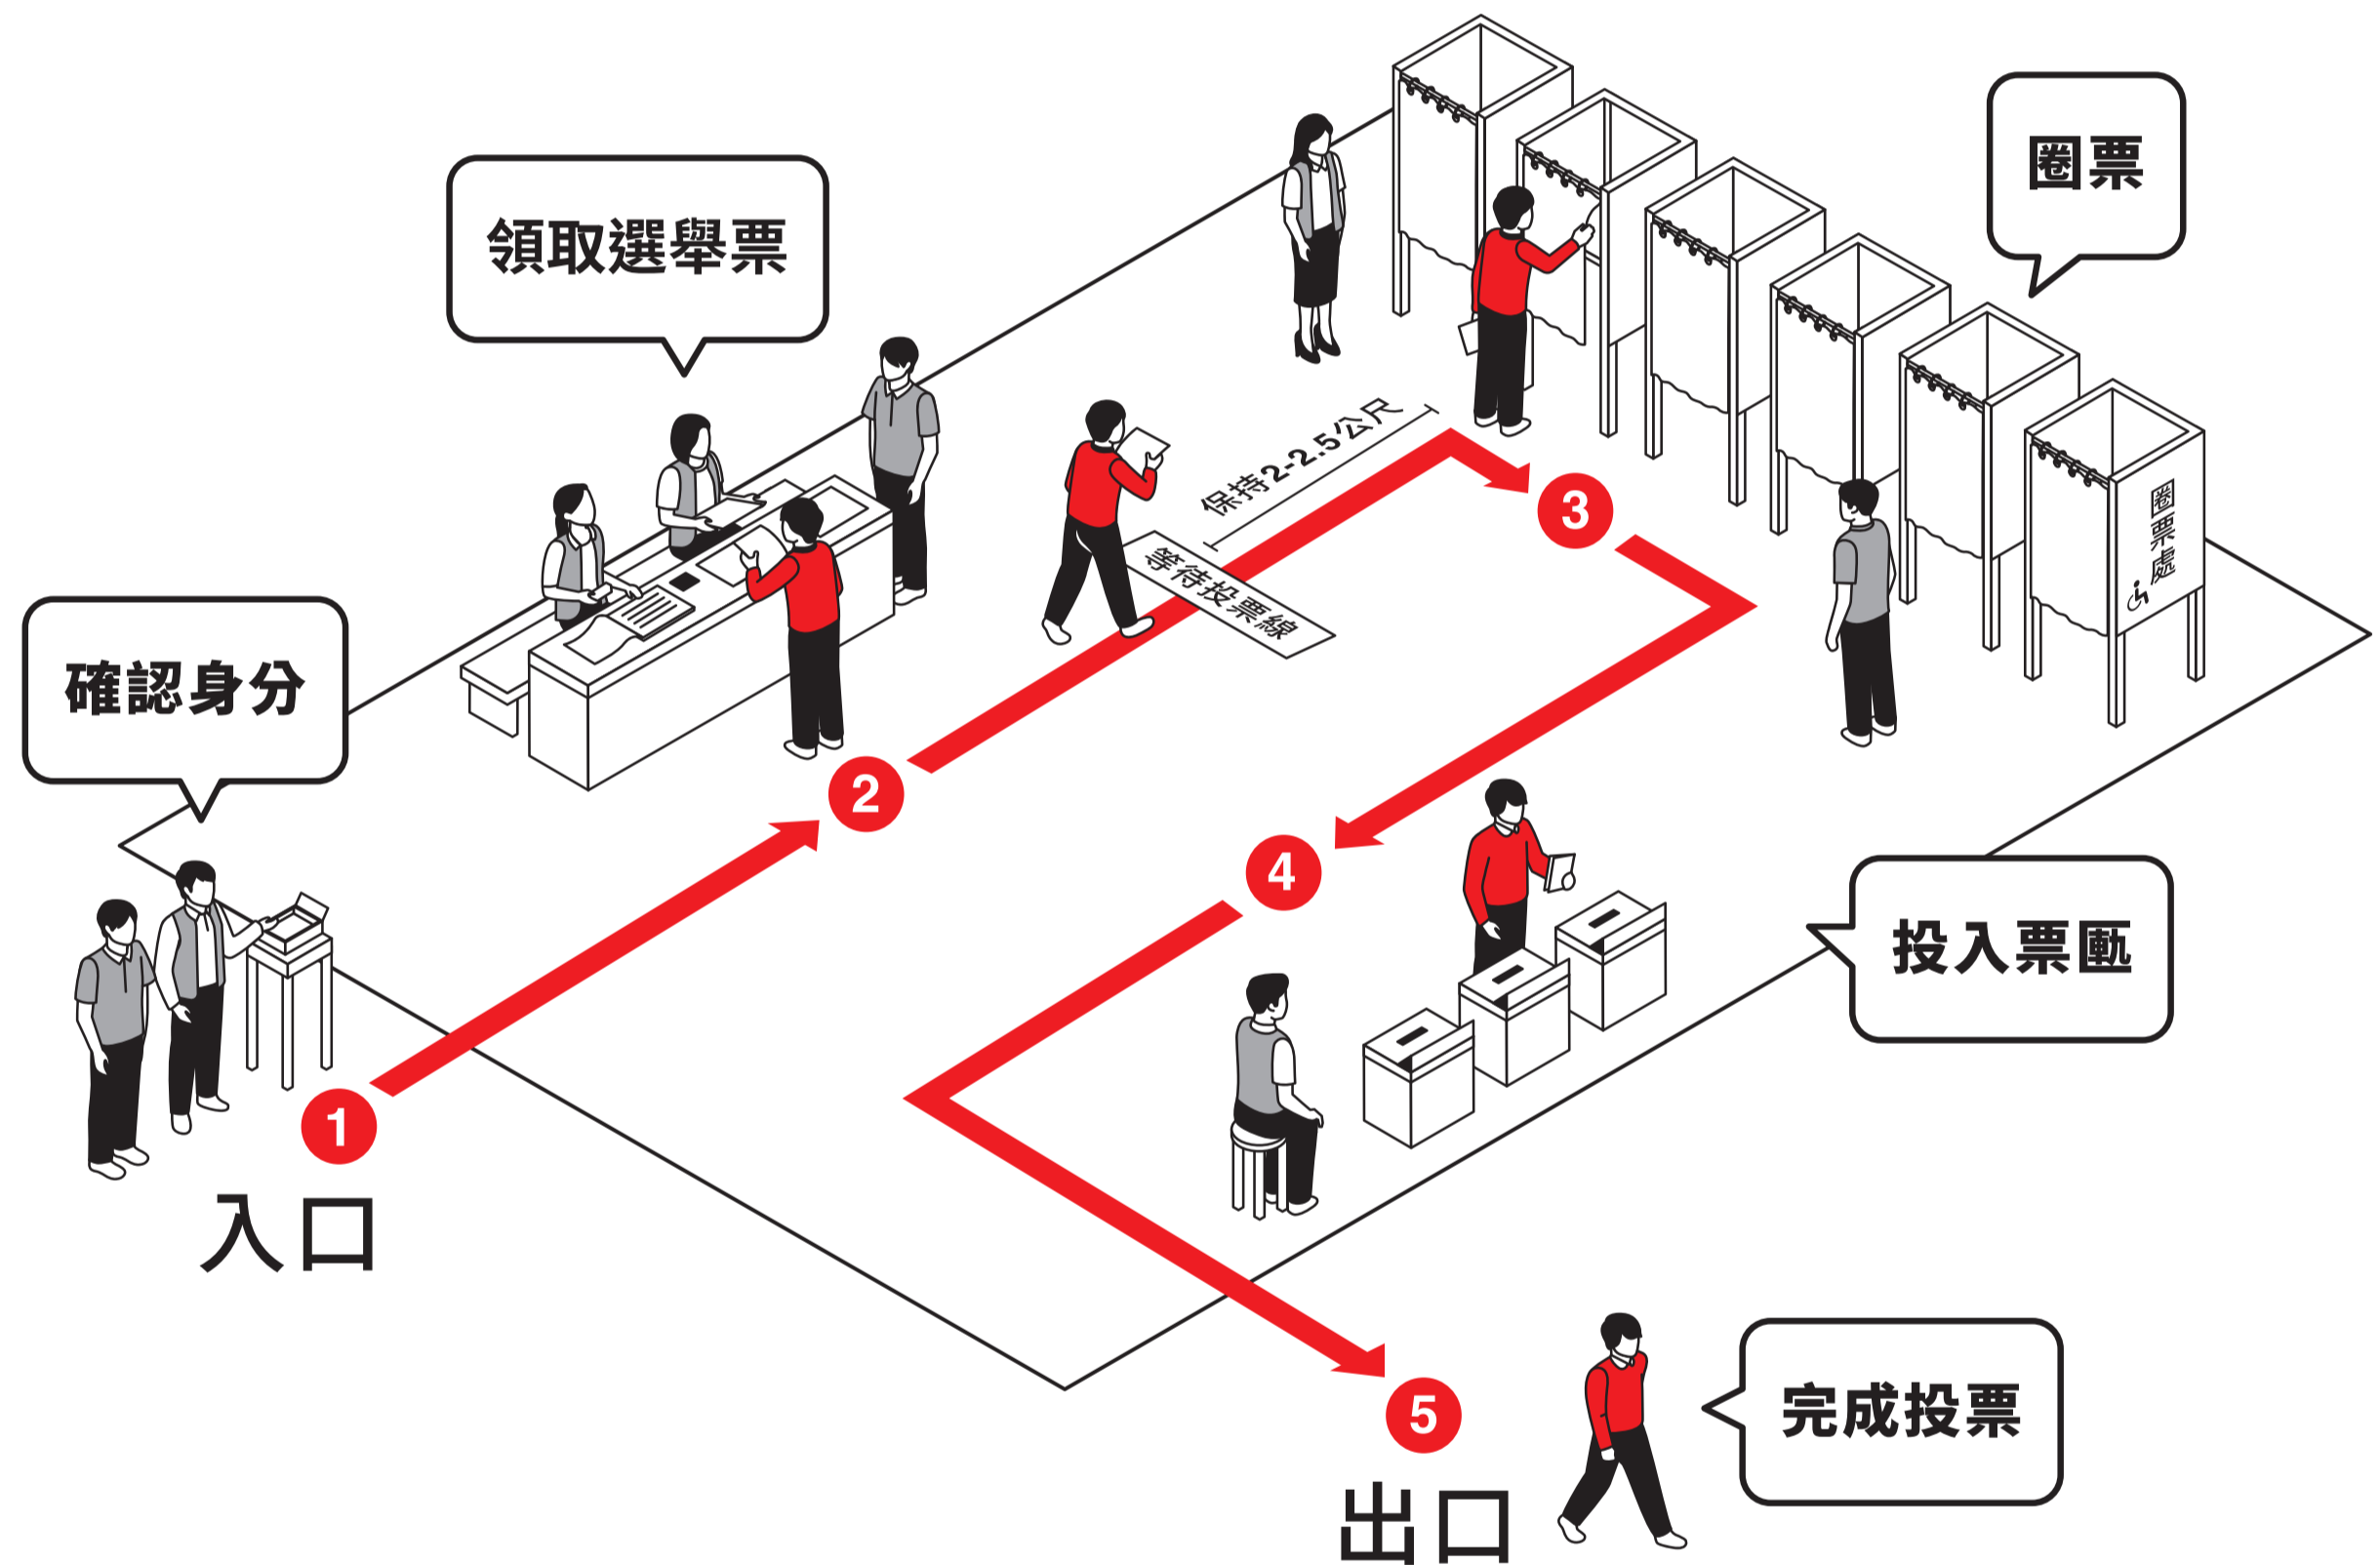 圈票
領取選舉票
保持2-2.5公尺
等待投票線
圈票處
確認身分
投入票匭
完成投票
1
2
3
4
5
入口
出口